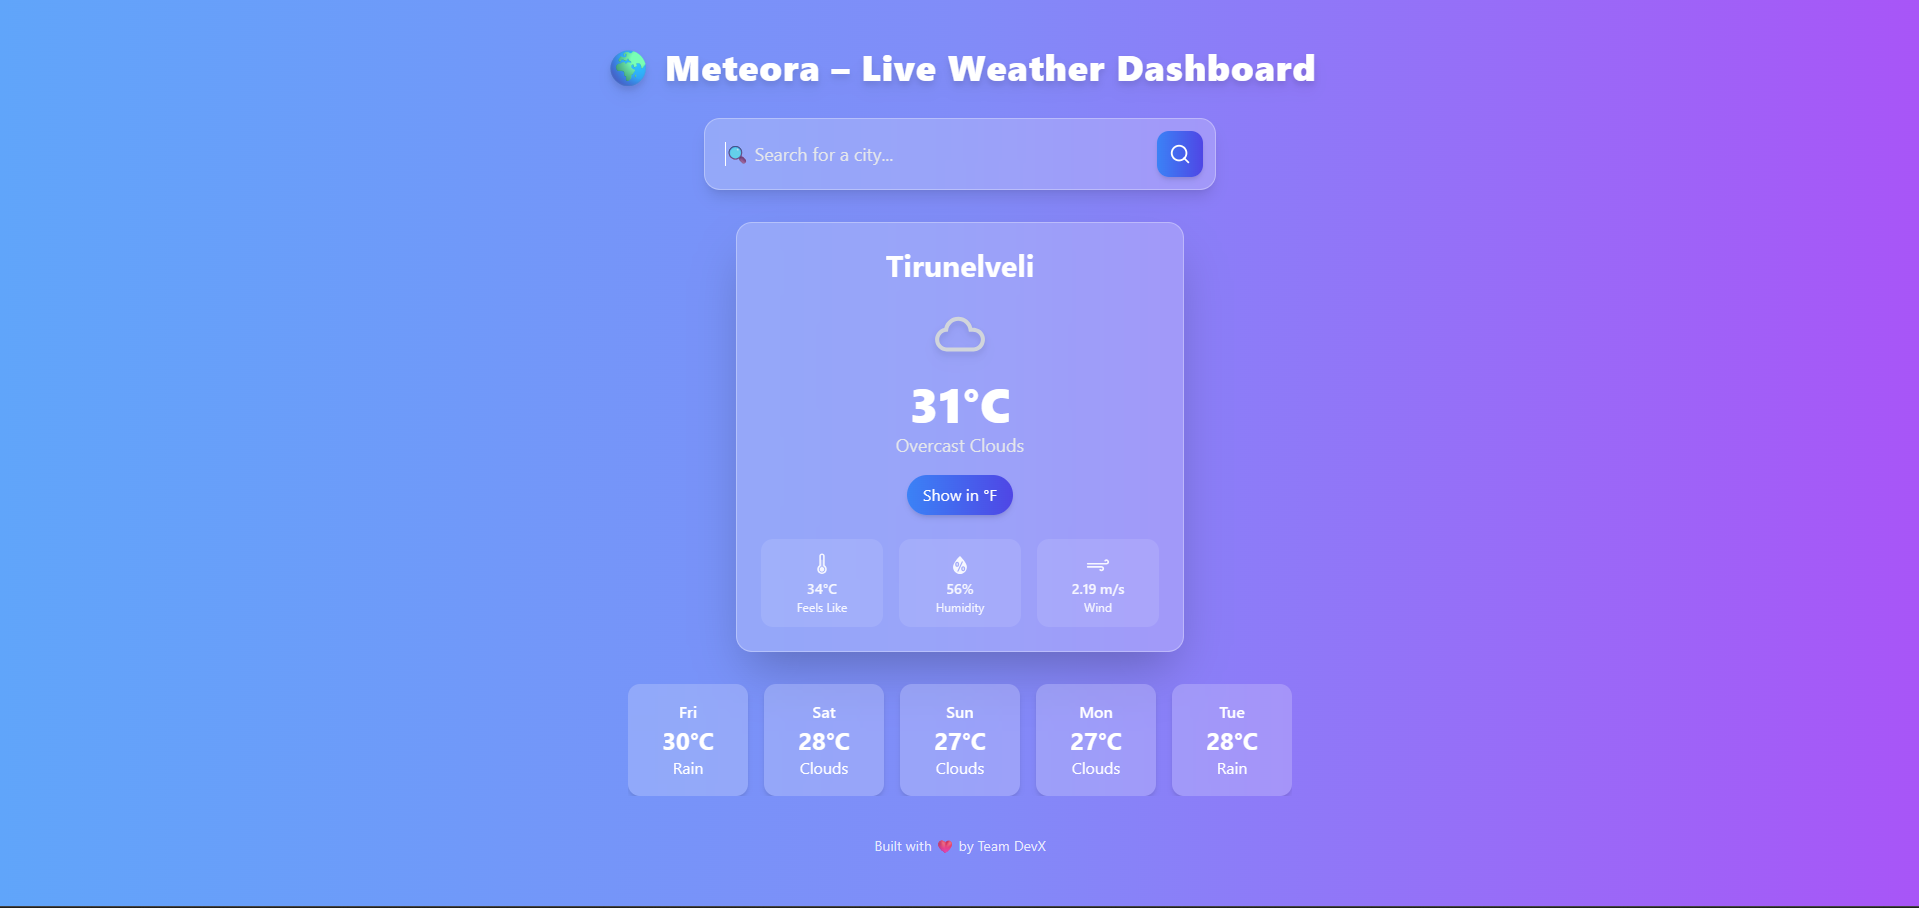 🌍 Meteora – Live Weather Dashboard
🔍 Search for a city...
Tirunelveli
31°C
Overcast Clouds
Show in °F
34°C
Feels Like
56%
Humidity
2.19 m/s
Wind
Fri
30°C
Rain
Sat
28°C
Clouds
Sun
27°C
Clouds
Mon
27°C
Clouds
Tue
28°C
Rain
Built with 💔 by Team DevX